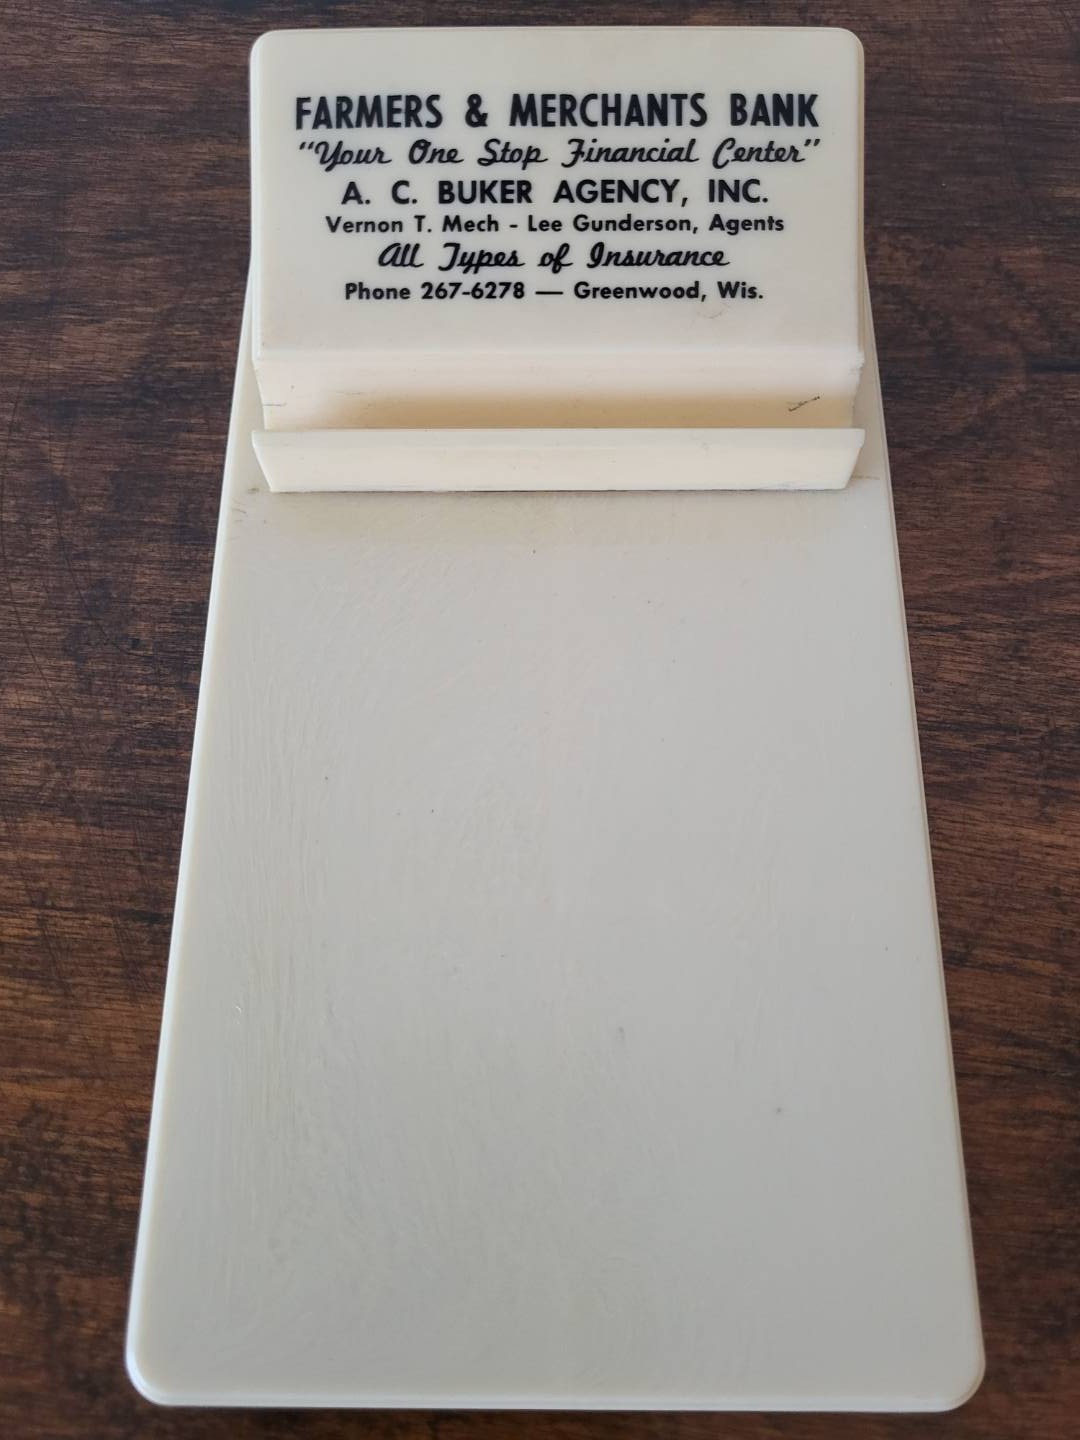 FARMERS & MERCHANTS BANK
"Your One Stop Financial Center"
A. C. BUKER AGENCY, INC.
Vernon T. Mech - Lee Gunderson, Agents
All Types of Insurance
Phone 267-6278 — Greenwood, Wis.